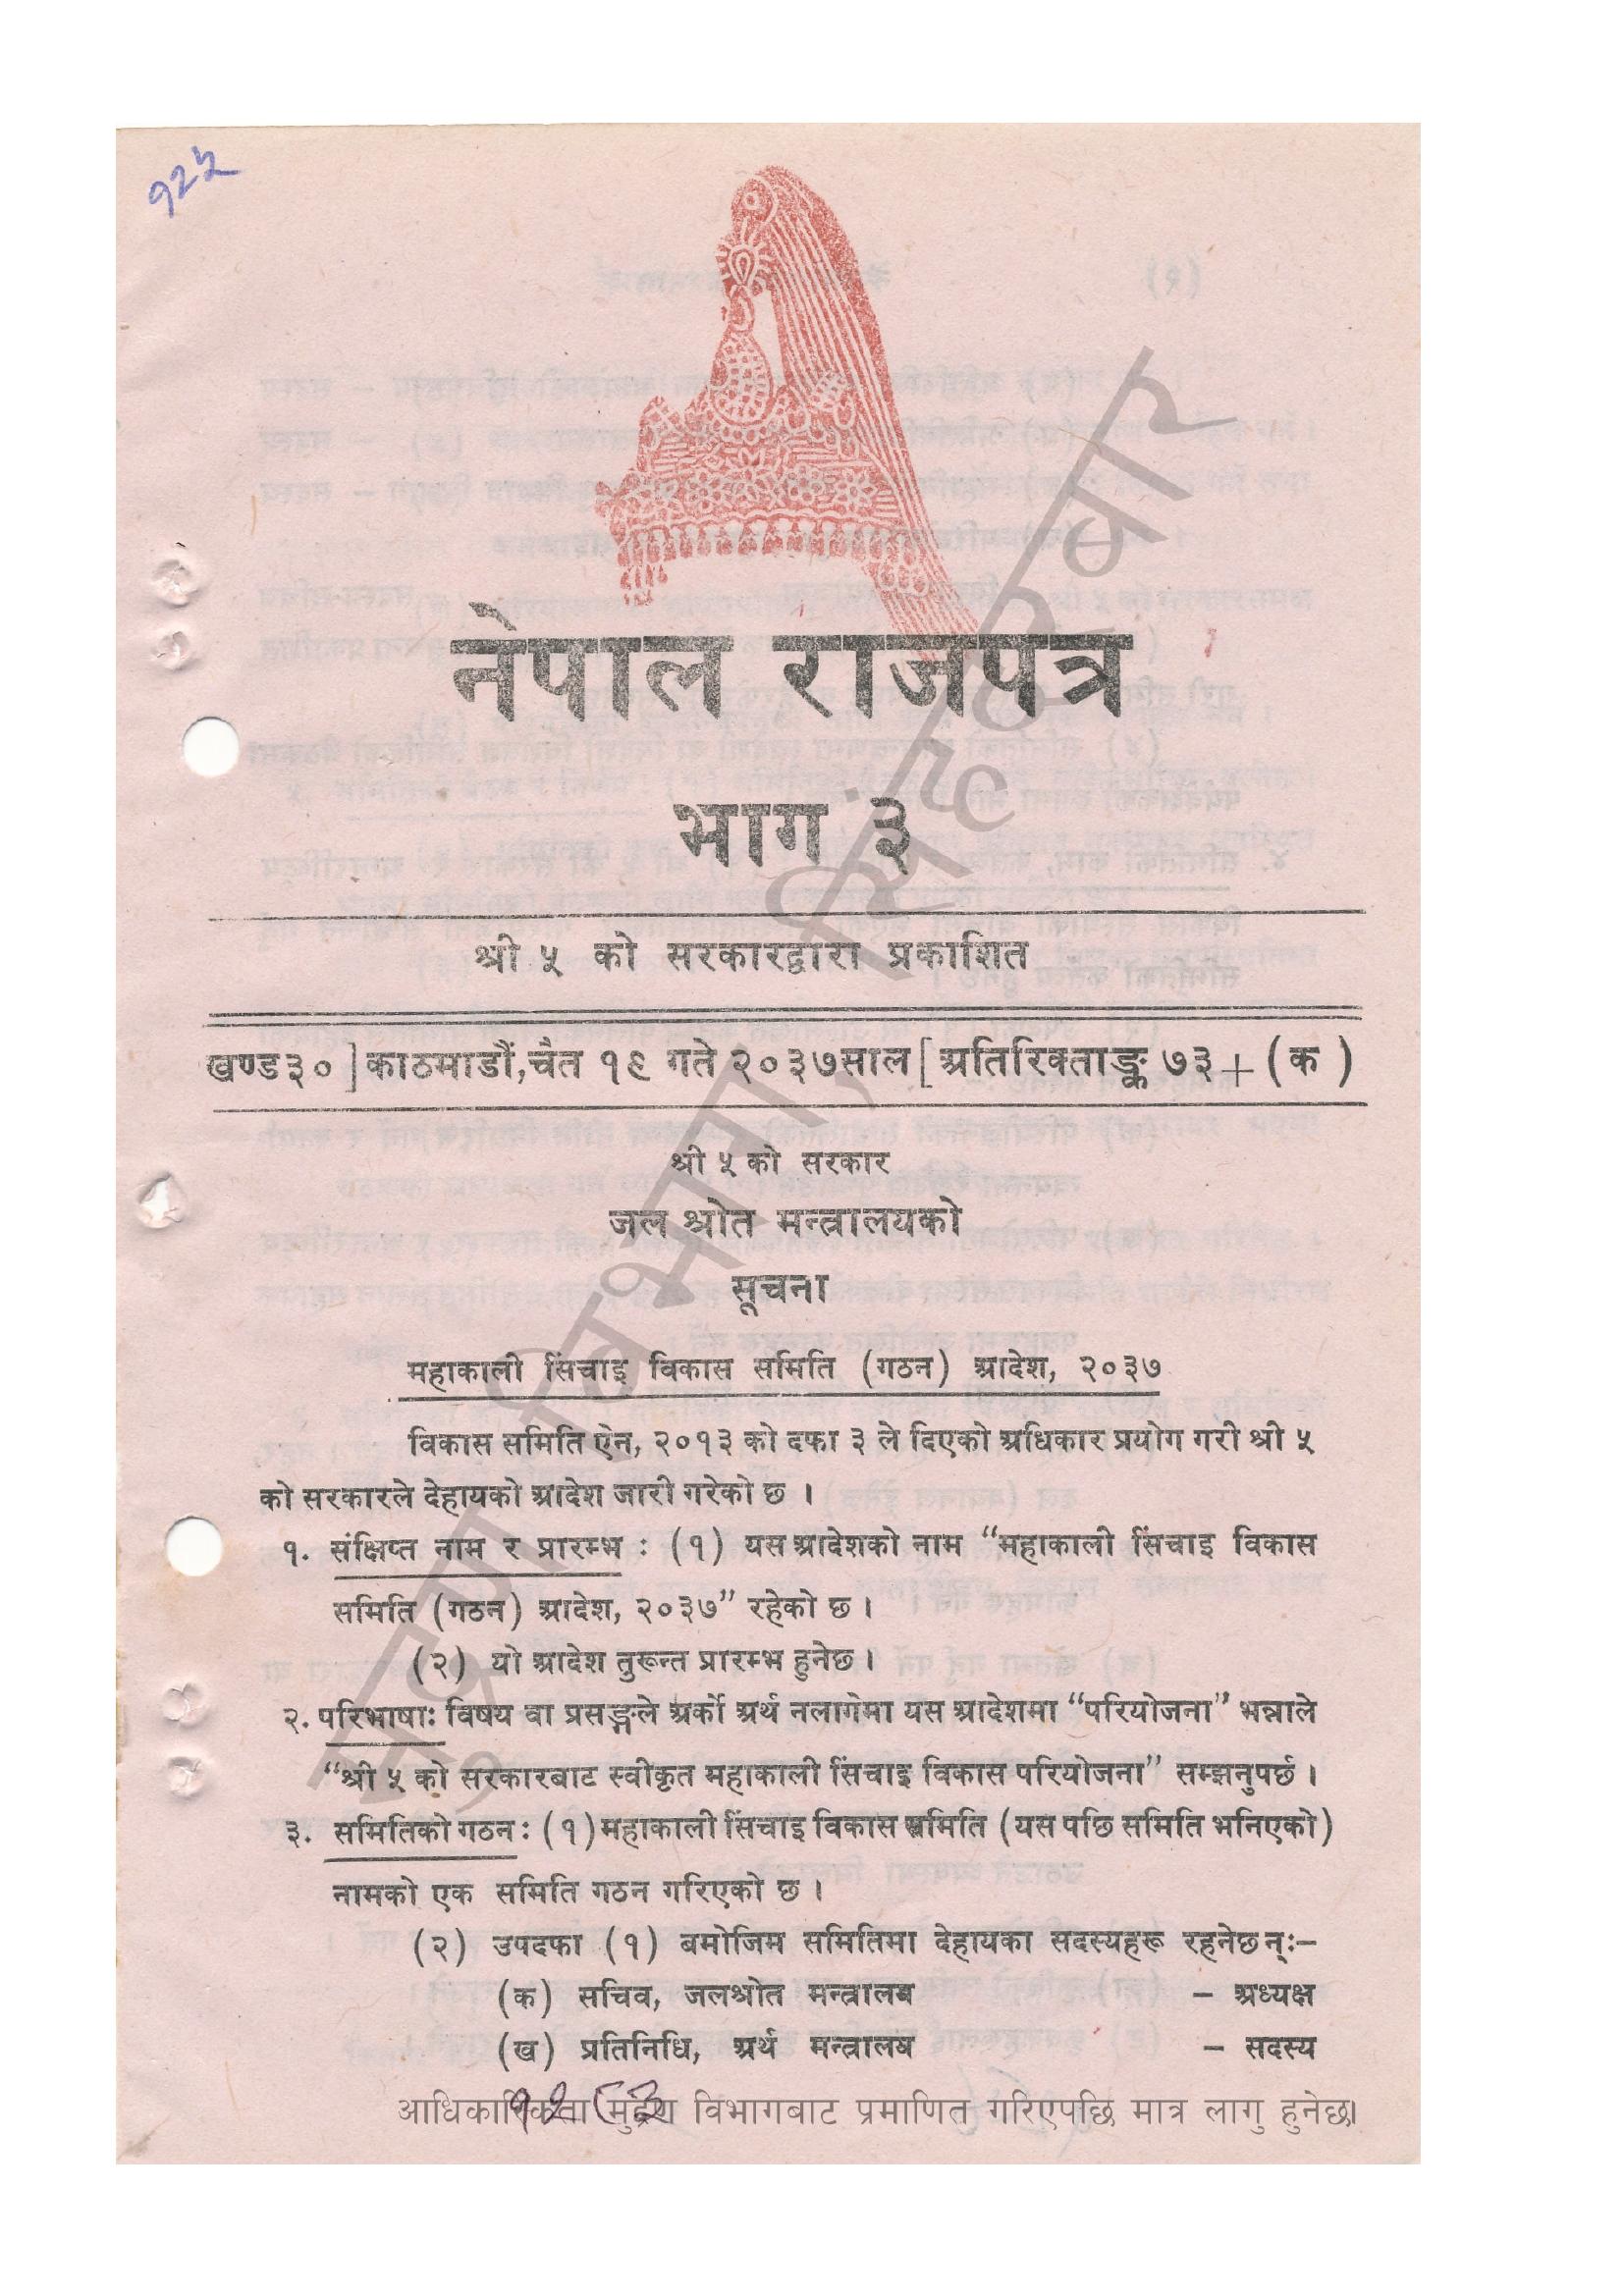 १२५
नेपाल राजपत्र
भाग ३
श्री ५ को सरकारद्वारा प्रकाशित
खण्ड ३० ] काठमाडौं, चैत १९ गते २०३७ साल [ अतिरिक्ताङ्क ७३+ (क )
श्री ५ को सरकार
जल श्रोत मन्त्रालयको
सूचना
महाकाली सिंचाइ विकास समिति (गठन) आदेश, २०३७
विकास समिति ऐन, २०१३ को दफा ३ ले दिएको अधिकार प्रयोग गरी श्री ५
को सरकारले देहायको आदेश जारी गरेको छ ।
१. संक्षिप्त नाम र प्रारम्भ : (१) यस आदेशको नाम “महाकाली सिंचाइ विकास
समिति (गठन) आदेश, २०३७” रहेको छ ।
(२) यो आदेश तुरून्त प्रारम्भ हुनेछ ।
२. परिभाषाः विषय वा प्रसङ्गले अर्को अर्थ नलागेमा यस आदेशमा “परियोजना” भन्नाले
“श्री ५ को सरकारबाट स्वीकृत महाकाली सिंचाइ विकास परियोजना” सम्झनुपर्छ ।
३. समितिको गठन : (१) महाकाली सिंचाइ विकास समिति (यस पछि समिति भनिएको)
नामको एक समिति गठन गरिएको छ ।
(२) उपदफा (१) बमोजिम समितिमा देहायका सदस्यहरू रहनेछन्ः–
(क) सचिव, जलश्रोत मन्त्रालय – अध्यक्ष
(ख) प्रतिनिधि, अर्थ मन्त्रालय – सदस्य
आधिकारिकता मुद्रण विभागबाट प्रमाणित गरिएपछि मात्र लागु हुनेछ।
मुद्रण विभाग, सिंहदरवार